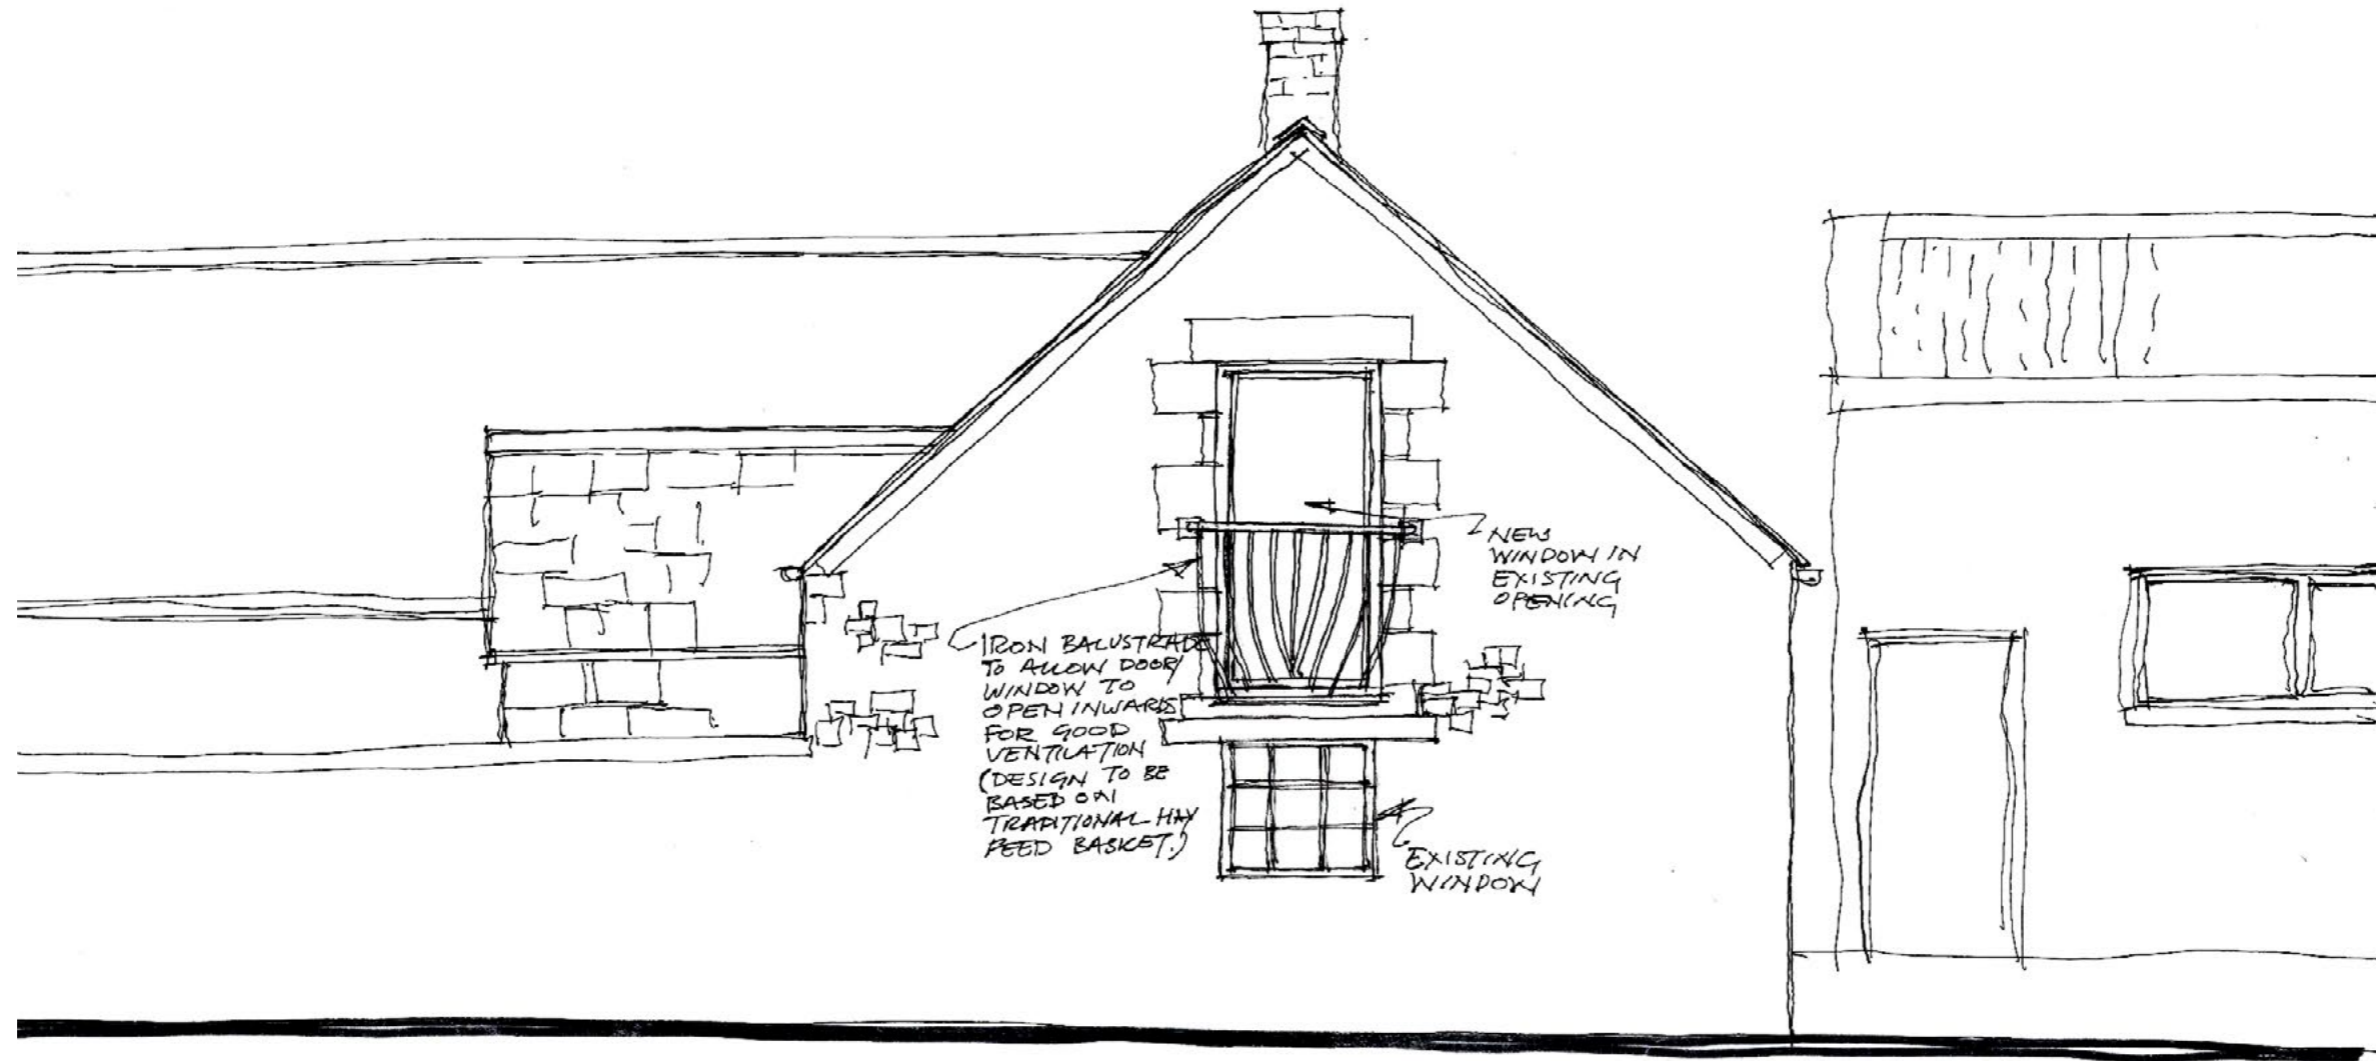 NEW
WINDOW IN
EXISTING
OPENING
IRON BALUSTRADE
TO ALLOW DOOR/
WINDOW TO
OPEN INWARDS
FOR GOOD
VENTILATION
(DESIGN TO BE
BASED ON
TRADITIONAL HAY
FEED BASKET.)
EXISTING
WINDOW